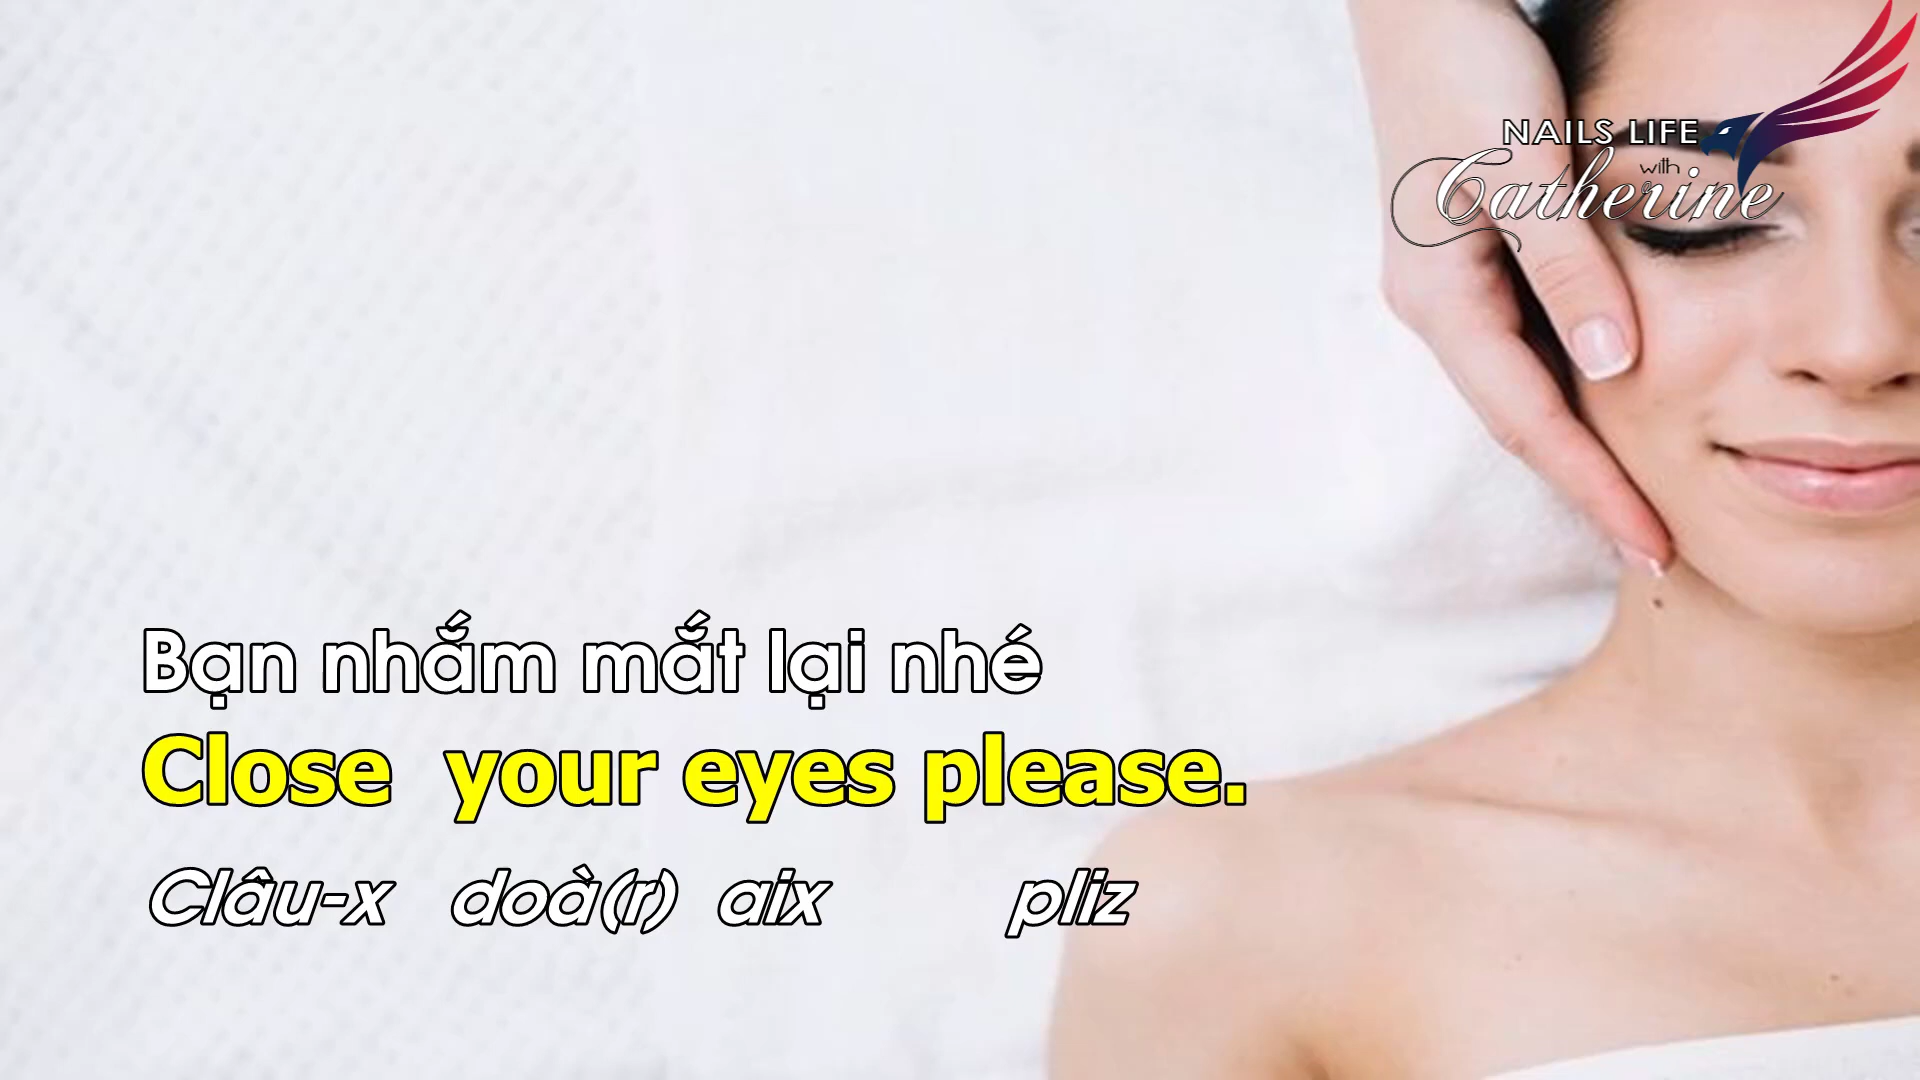 NAILS LIFE
with
Catherine
Bạn nhắm mắt lại nhé
Close your eyes please.
Clâu-x doà(r) aix pliz